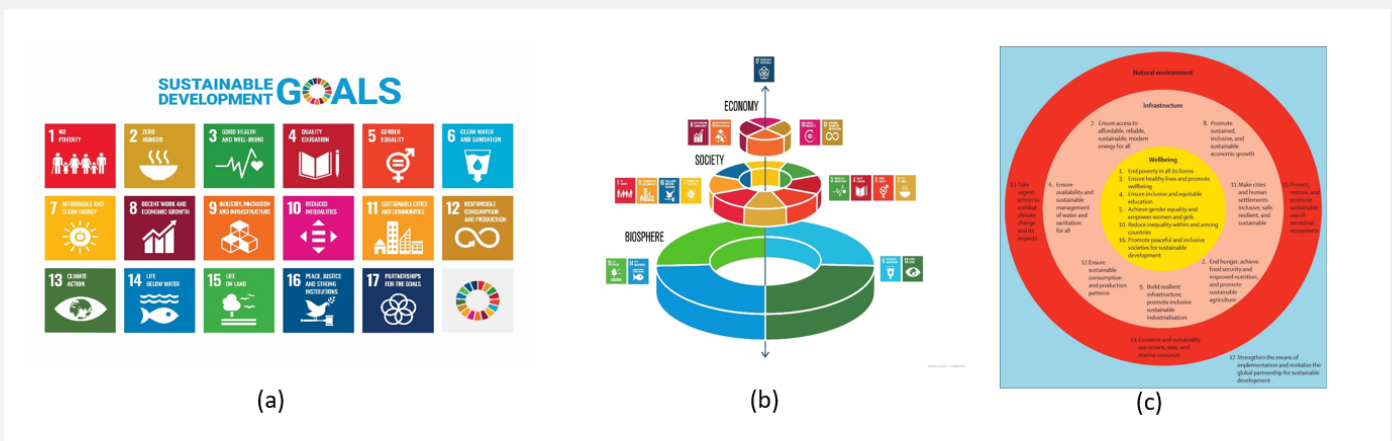 SUSTAINABLE
DEVELOPMENT
GOALS
1 NO
POVERTY
2 ZERO
HUNGER
3 GOOD HEALTH
AND WELL-BEING
4 QUALITY
EDUCATION
5 GENDER
EQUALITY
6 CLEAN WATER
AND SANITATION
7 AFFORDABLE AND
CLEAN ENERGY
8 DECENT WORK AND
ECONOMIC GROWTH
9 INDUSTRY, INNOVATION
AND INFRASTRUCTURE
10 REDUCED
INEQUALITIES
11 SUSTAINABLE CITIES
AND COMMUNITIES
12 RESPONSIBLE
CONSUMPTION
AND PRODUCTION
13 CLIMATE
ACTION
14 LIFE
BELOW WATER
15 LIFE
ON LAND
16 PEACE, JUSTICE
AND STRONG
INSTITUTIONS
17 PARTNERSHIPS
FOR THE GOALS
(a)
ECONOMY
SOCIETY
BIOSPHERE
(b)
Natural environment
Infrastructure
7. Ensure access to
affordable, reliable,
sustainable, modern
energy for all
8. Promote
sustained,
inclusive, and
sustainable
economic growth
Wellbeing
1. End poverty in all its forms
3. Ensure healthy lives and promote
wellbeing
4. Ensure inclusive and equitable
education
5. Achieve gender equality and
empower women and girls
10. Reduce inequality within and among
countries
16. Promote peaceful and inclusive
societies for sustainable
development
13. Take
urgent
action to
combat
climate
change
and its
impacts
6. Ensure
availability and
sustainable
management
of water and
sanitation
for all
11. Make cities
and human
settlements
inclusive, safe,
resilient, and
sustainable
15. Protect,
restore, and
promote
sustainable
use of
terrestrial
ecosystems
12. Ensure
sustainable
consumption
and production
patterns
9. Build resilient
infrastructure;
promote inclusive
sustainable
industrialisation
2. End hunger, achieve
food security and
improved nutrition,
and promote
sustainable
agriculture
14. Conserve and sustainably
use oceans, seas, and
marine resources
17. Strengthen the means of
implementation and revitalise the
global partnership for sustainable
development
(c)